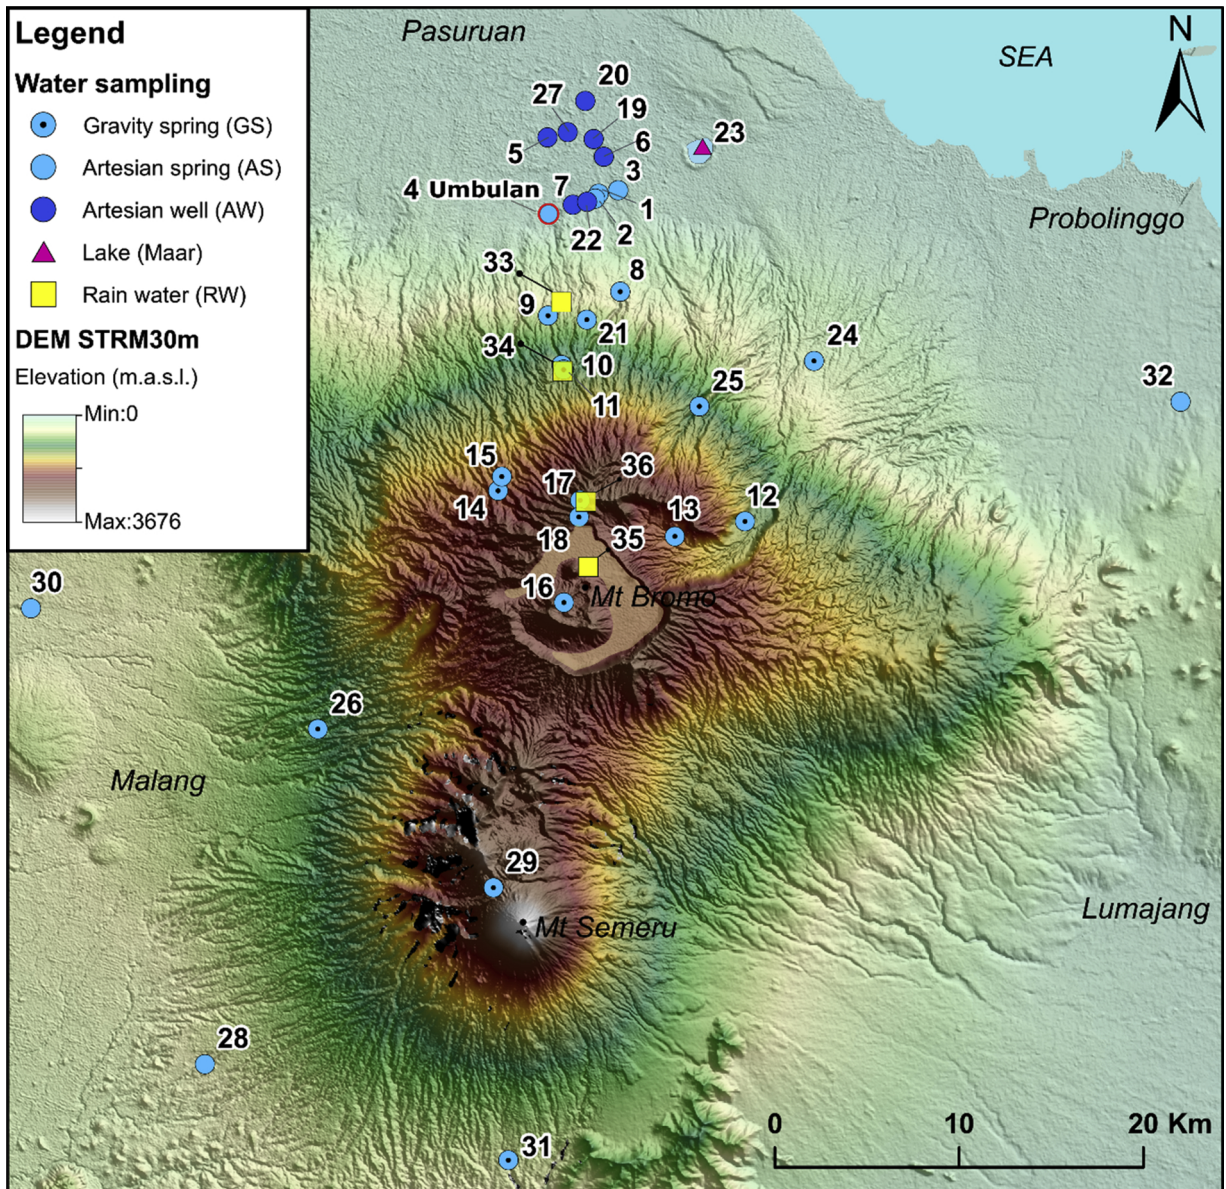 Legend
Water sampling
Gravity spring (GS)
Artesian spring (AS)
Artesian well (AW)
Lake (Maar)
Rain water (RW)
DEM STRM30m
Elevation (m.a.s.l.)
Min:0
Max:3676
Pasuruan
SEA
N
20
27
19
5
6
23
3
7
4 Umbulan
1
22
2
Probolinggo
33
8
9
21
34
10
24
25
32
11
15
36
17
14
13
12
18
35
30
16
Mt Bromo
26
Malang
29
Mt Semeru
Lumajang
28
31
0
10
20 Km